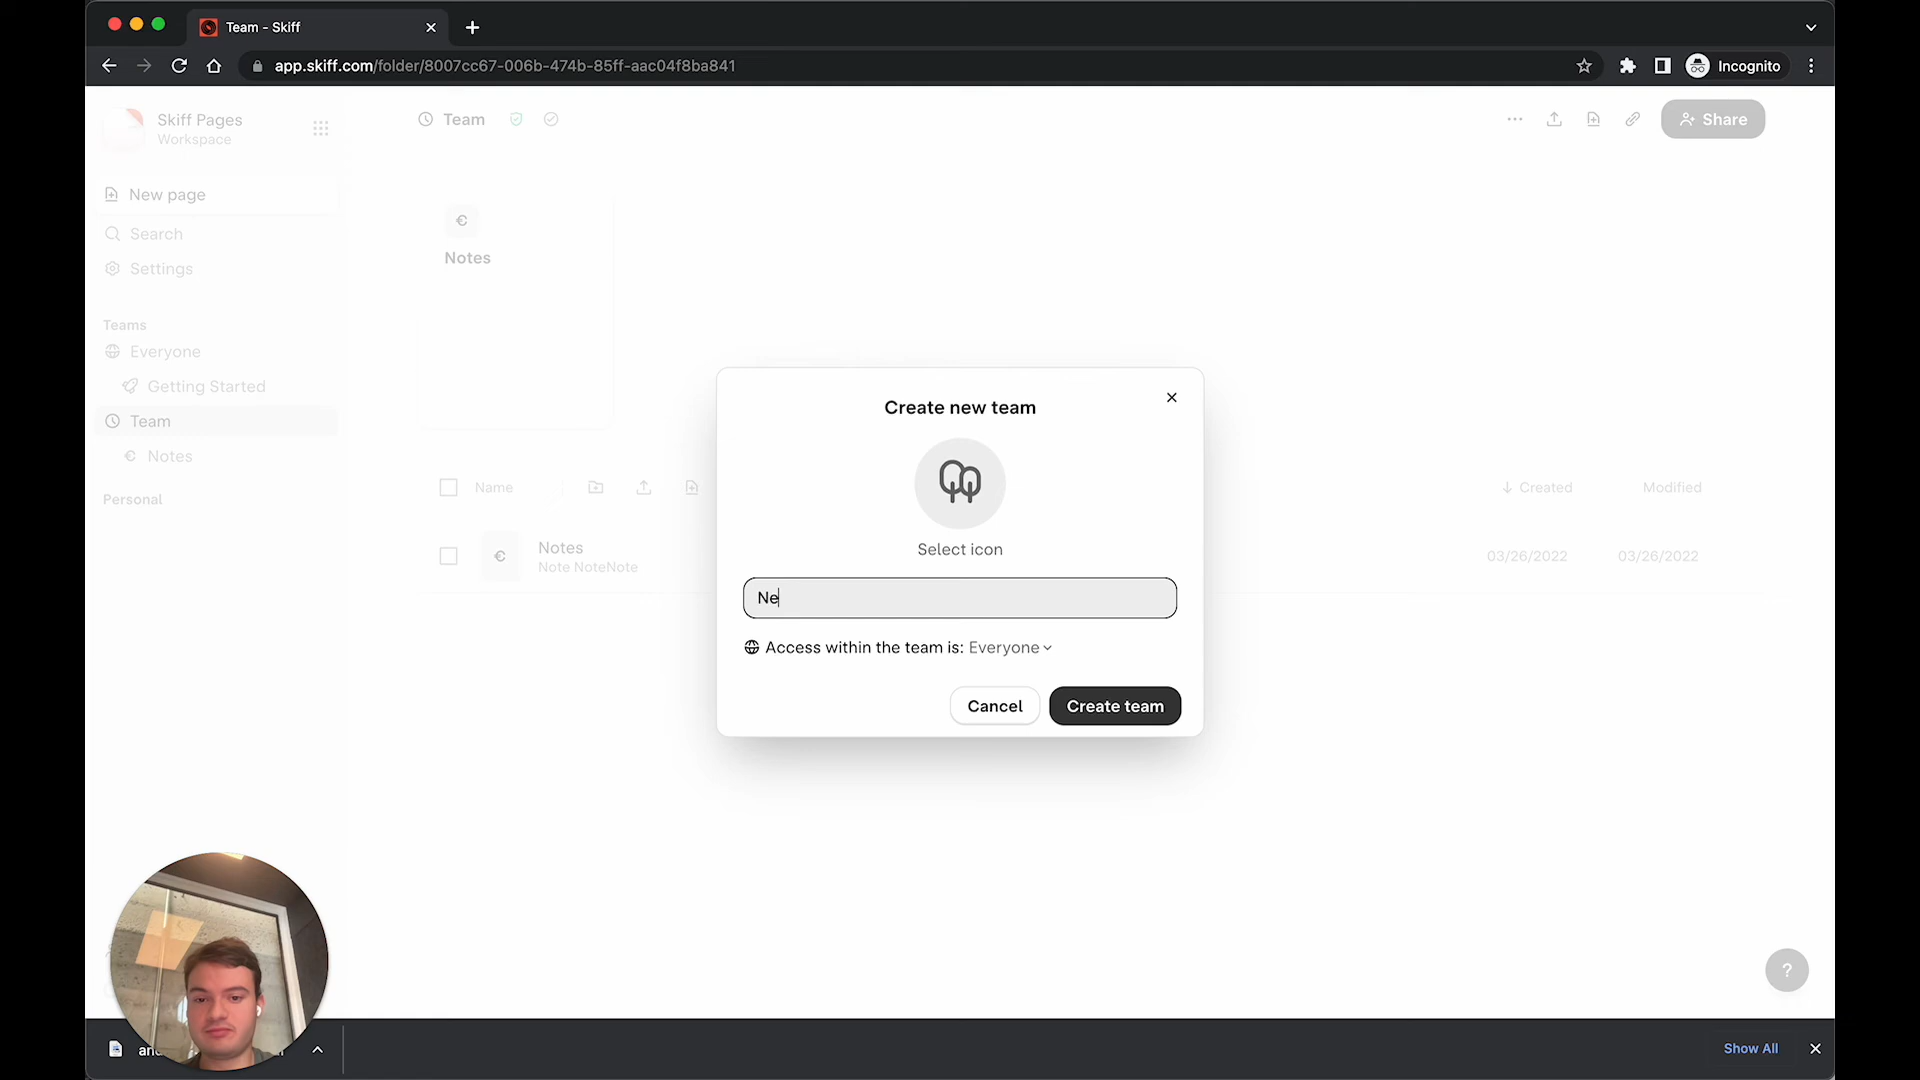 Team - Skiff
app.skiff.com/folder/8007cc67-006b-474b-85ff-aac04f8ba841
Incognito
Skiff Pages
Workspace
Team
Share
New page
Search
Settings
Notes
Teams
Everyone
Getting Started
Team
Notes
Personal
Name
Created
Modified
Notes
Note NoteNote
03/26/2022
03/26/2022
Create new team
Select icon
Ne
Access within the team is: Everyone
Cancel
Create team
?
Show All